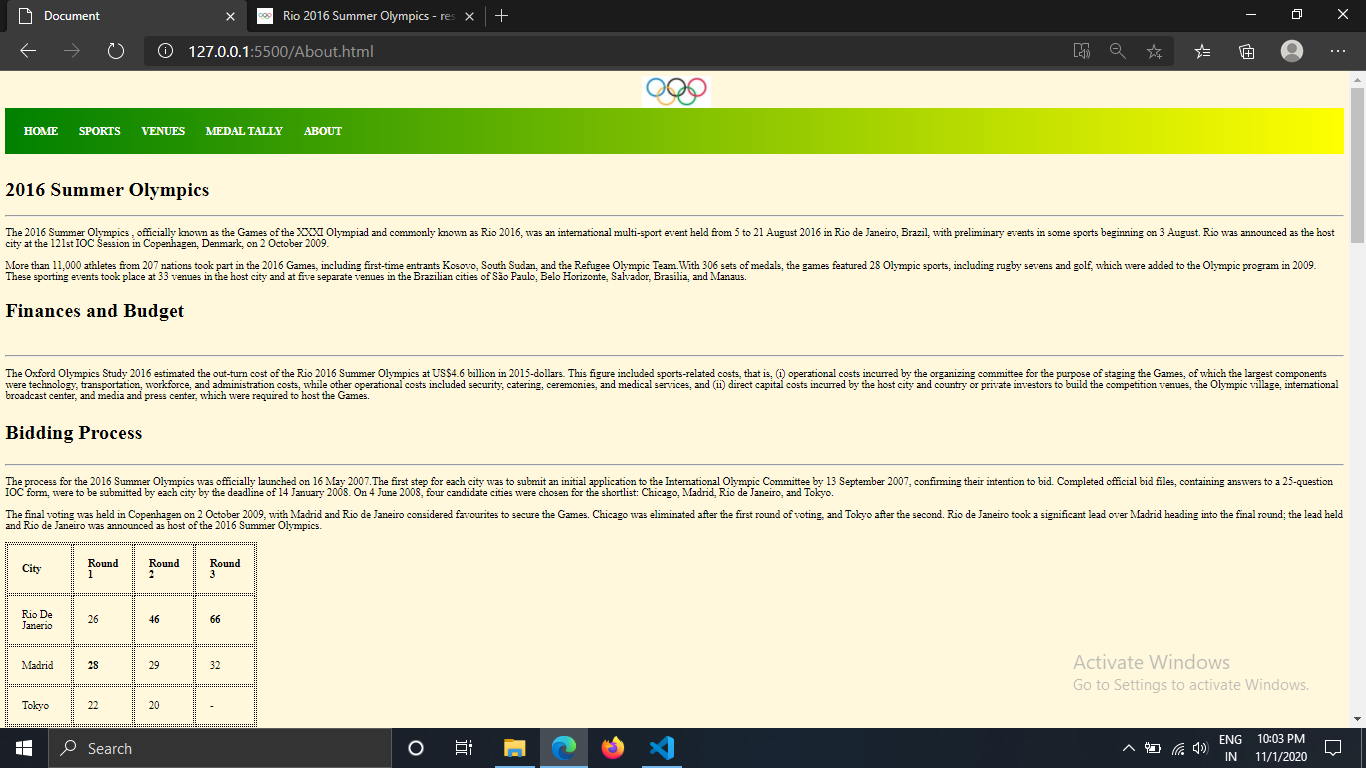 Document
Rio 2016 Summer Olympics - res
127.0.0.1:5500/About.html
HOME SPORTS VENUES MEDAL TALLY ABOUT
2016 Summer Olympics
The 2016 Summer Olympics , officially known as the Games of the XXXI Olympiad and commonly known as Rio 2016, was an international multi-sport event held from 5 to 21 August 2016 in Rio de Janeiro, Brazil, with preliminary events in some sports beginning on 3 August. Rio was announced as the host
city at the 121st IOC Session in Copenhagen, Denmark, on 2 October 2009.
More than 11,000 athletes from 207 nations took part in the 2016 Games, including first-time entrants Kosovo, South Sudan, and the Refugee Olympic Team.With 306 sets of medals, the games featured 28 Olympic sports, including rugby sevens and golf, which were added to the Olympic program in 2009.
These sporting events took place at 33 venues in the host city and at five separate venues in the Brazilian cities of São Paulo, Belo Horizonte, Salvador, Brasília, and Manaus.
Finances and Budget
The Oxford Olympics Study 2016 estimated the out-turn cost of the Rio 2016 Summer Olympics at US$4.6 billion in 2015-dollars. This figure included sports-related costs, that is, (i) operational costs incurred by the organizing committee for the purpose of staging the Games, of which the largest components
were technology, transportation, workforce, and administration costs, while other operational costs included security, catering, ceremonies, and medical services, and (ii) direct capital costs incurred by the host city and country or private investors to build the competition venues, the Olympic village, international
broadcast center, and media and press center, which were required to host the Games.
Bidding Process
The process for the 2016 Summer Olympics was officially launched on 16 May 2007.The first step for each city was to submit an initial application to the International Olympic Committee by 13 September 2007, confirming their intention to bid. Completed official bid files, containing answers to a 25-question
IOC form, were to be submitted by each city by the deadline of 14 January 2008. On 4 June 2008, four candidate cities were chosen for the shortlist: Chicago, Madrid, Rio de Janeiro, and Tokyo.
The final voting was held in Copenhagen on 2 October 2009, with Madrid and Rio de Janeiro considered favourites to secure the Games. Chicago was eliminated after the first round of voting, and Tokyo after the second. Rio de Janeiro took a significant lead over Madrid heading into the final round; the lead held
and Rio de Janeiro was announced as host of the 2016 Summer Olympics.
City Round 1 Round 2 Round 3
Rio De Janerio 26 46 66
Madrid 28 29 32
Tokyo 22 20 -
Activate Windows
Go to Settings to activate Windows.
Search
ENG
IN
10:03 PM
11/1/2020